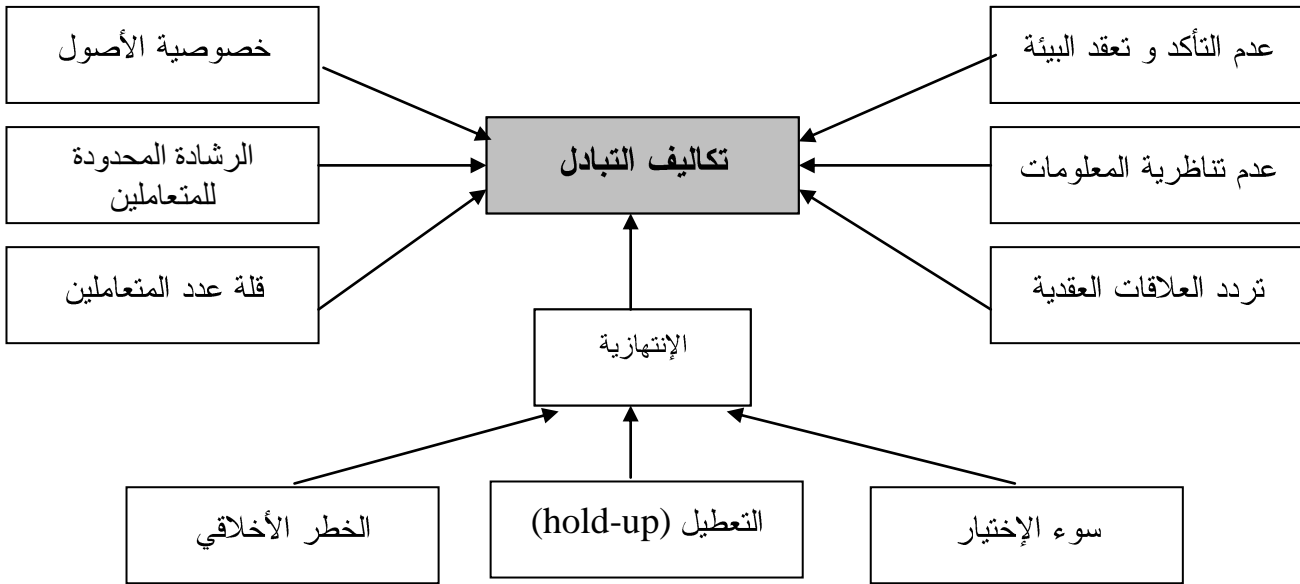 عدم التأكد و تعقد البيئة
خصوصية الأصول
تكاليف التبادل
عدم تناظرية المعلومات
الرشادة المحدودة
للمتعاملين
تردد العلاقات العقدية
قلة عدد المتعاملين
الإنتهازية
سوء الإختيار
التعطيل (hold-up)
الخطر الأخلاقي